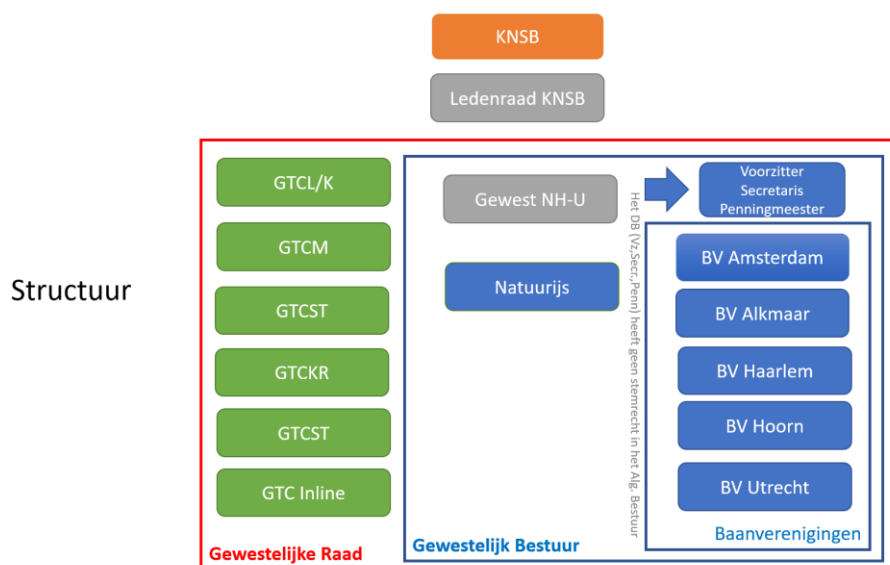 KNSB
Ledenraad KNSB
Structuur
GTCL/K
GTCM
GTCST
GTCKR
GTCST
GTC Inline
Gewestelijke Raad
Gewest NH-U
Natuurijs
Gewestelijk Bestuur
Het DB (Vz,Secr.,Penn) heeft geen stemrecht in het Alg. Bestuur
Voorzitter
Secretaris
Penningmeester
BV Amsterdam
BV Alkmaar
BV Haarlem
BV Hoorn
BV Utrecht
Baanverenigingen